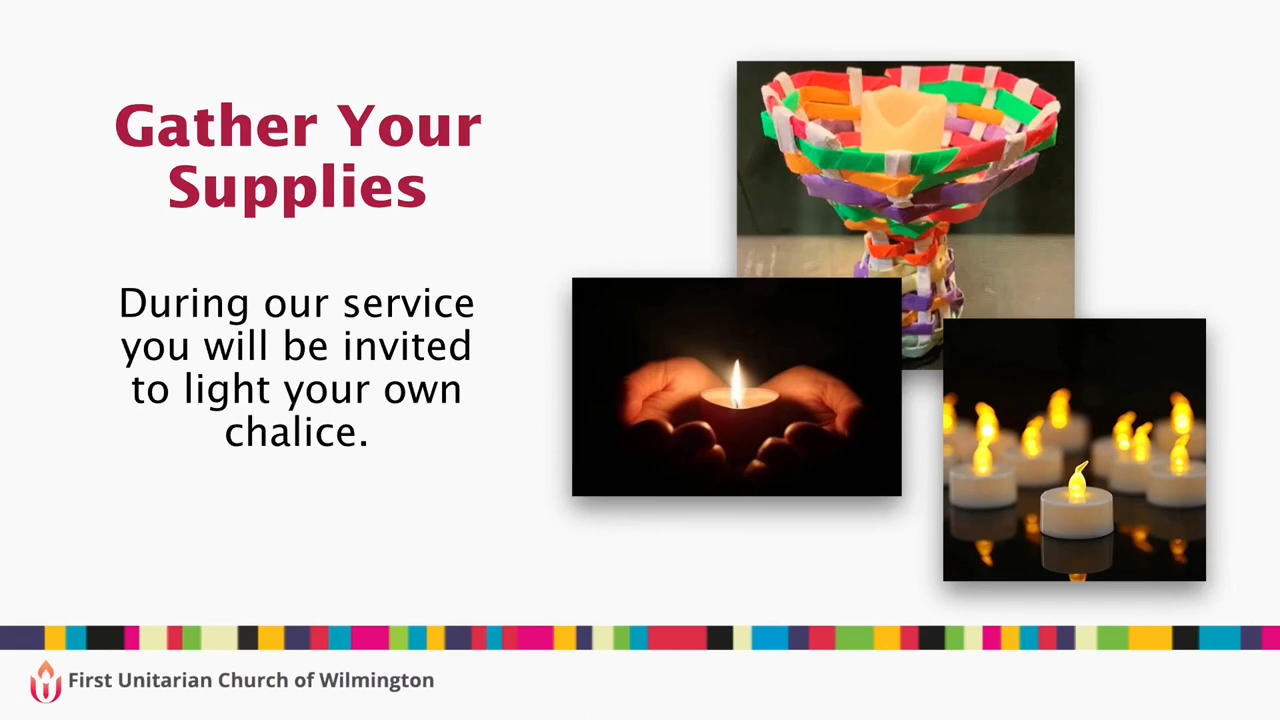 Gather Your
Supplies
During our service
you will be invited
to light your own
chalice.
First Unitarian Church of Wilmington